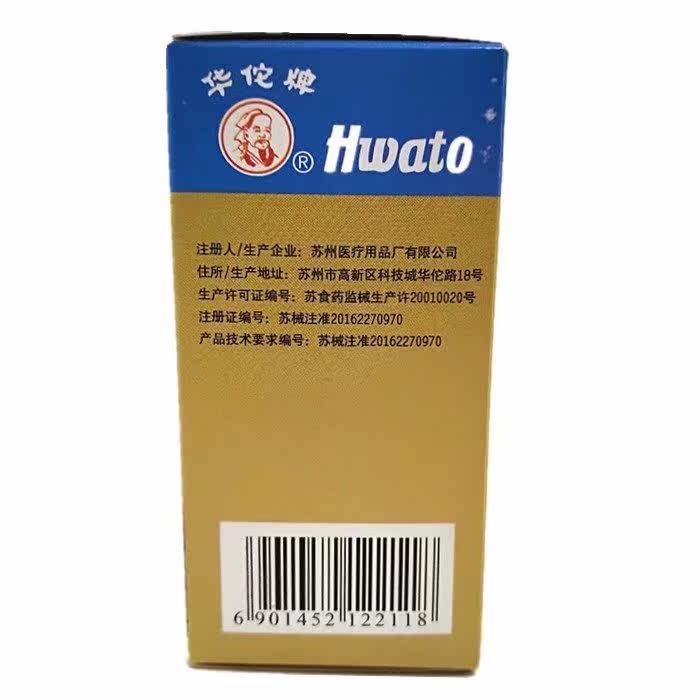 华佗牌
® Hwato
注册人/生产企业：苏州医疗用品厂有限公司
住所/生产地址：苏州市高新区科技城华佗路18号
生产许可证编号：苏食药监械生产许20010020号
注册证编号：苏械注准20162270970
产品技术要求编号：苏械注准20162270970
6 901452 122118